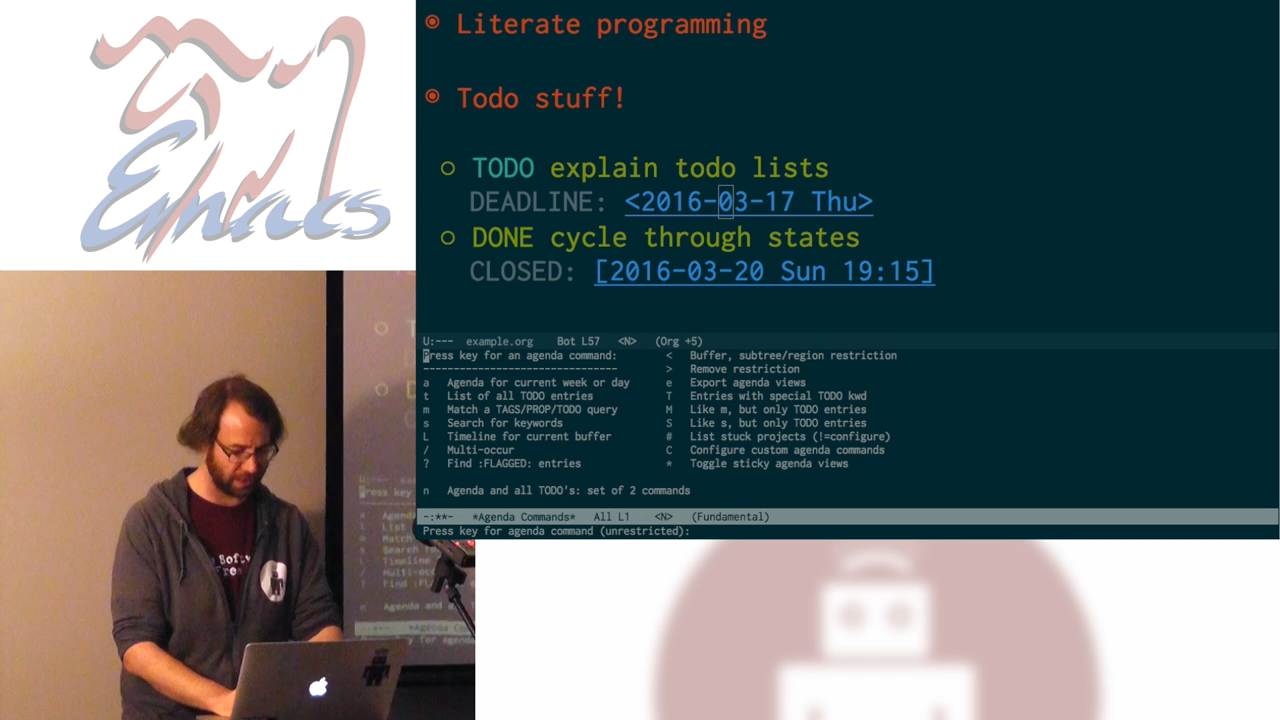 Emacs
Literate programming
Todo stuff!
TODO explain todo lists
DEADLINE: <2016-03-17 Thu>
DONE cycle through states
CLOSED: [2016-03-20 Sun 19:15]
U:--- example.org Bot L57 <N> (Org +5)
Press key for an agenda command: < Buffer, subtree/region restriction
-------------------------------- > Remove restriction
a Agenda for current week or day e Export agenda views
t List of all TODO entries T Entries with special TODO kwd
m Match a TAGS/PROP/TODO query M Like m, but only TODO entries
s Search for keywords S Like s, but only TODO entries
L Timeline for current buffer # List stuck projects (!=configure)
/ Multi-occur C Configure custom agenda commands
? Find :FLAGGED: entries * Toggle sticky agenda views
n Agenda and all TODO's: set of 2 commands
-:**- *Agenda Commands* All L1 <N> (Fundamental)
Press key for agenda command (unrestricted):